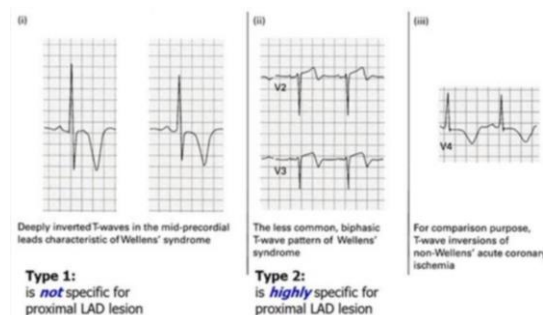 (i)
Deeply inverted T-waves in the mid-precordial
leads characteristic of Wellens' syndrome
Type 1:
is not specific for
proximal LAD lesion
(ii)
V2
V3
The less common, biphasic
T-wave pattern of Wellens'
syndrome
Type 2:
is highly specific for
proximal LAD lesion
(iii)
V4
For comparison purpose,
T-wave inversions of
non-Wellens' acute coronary
ischemia